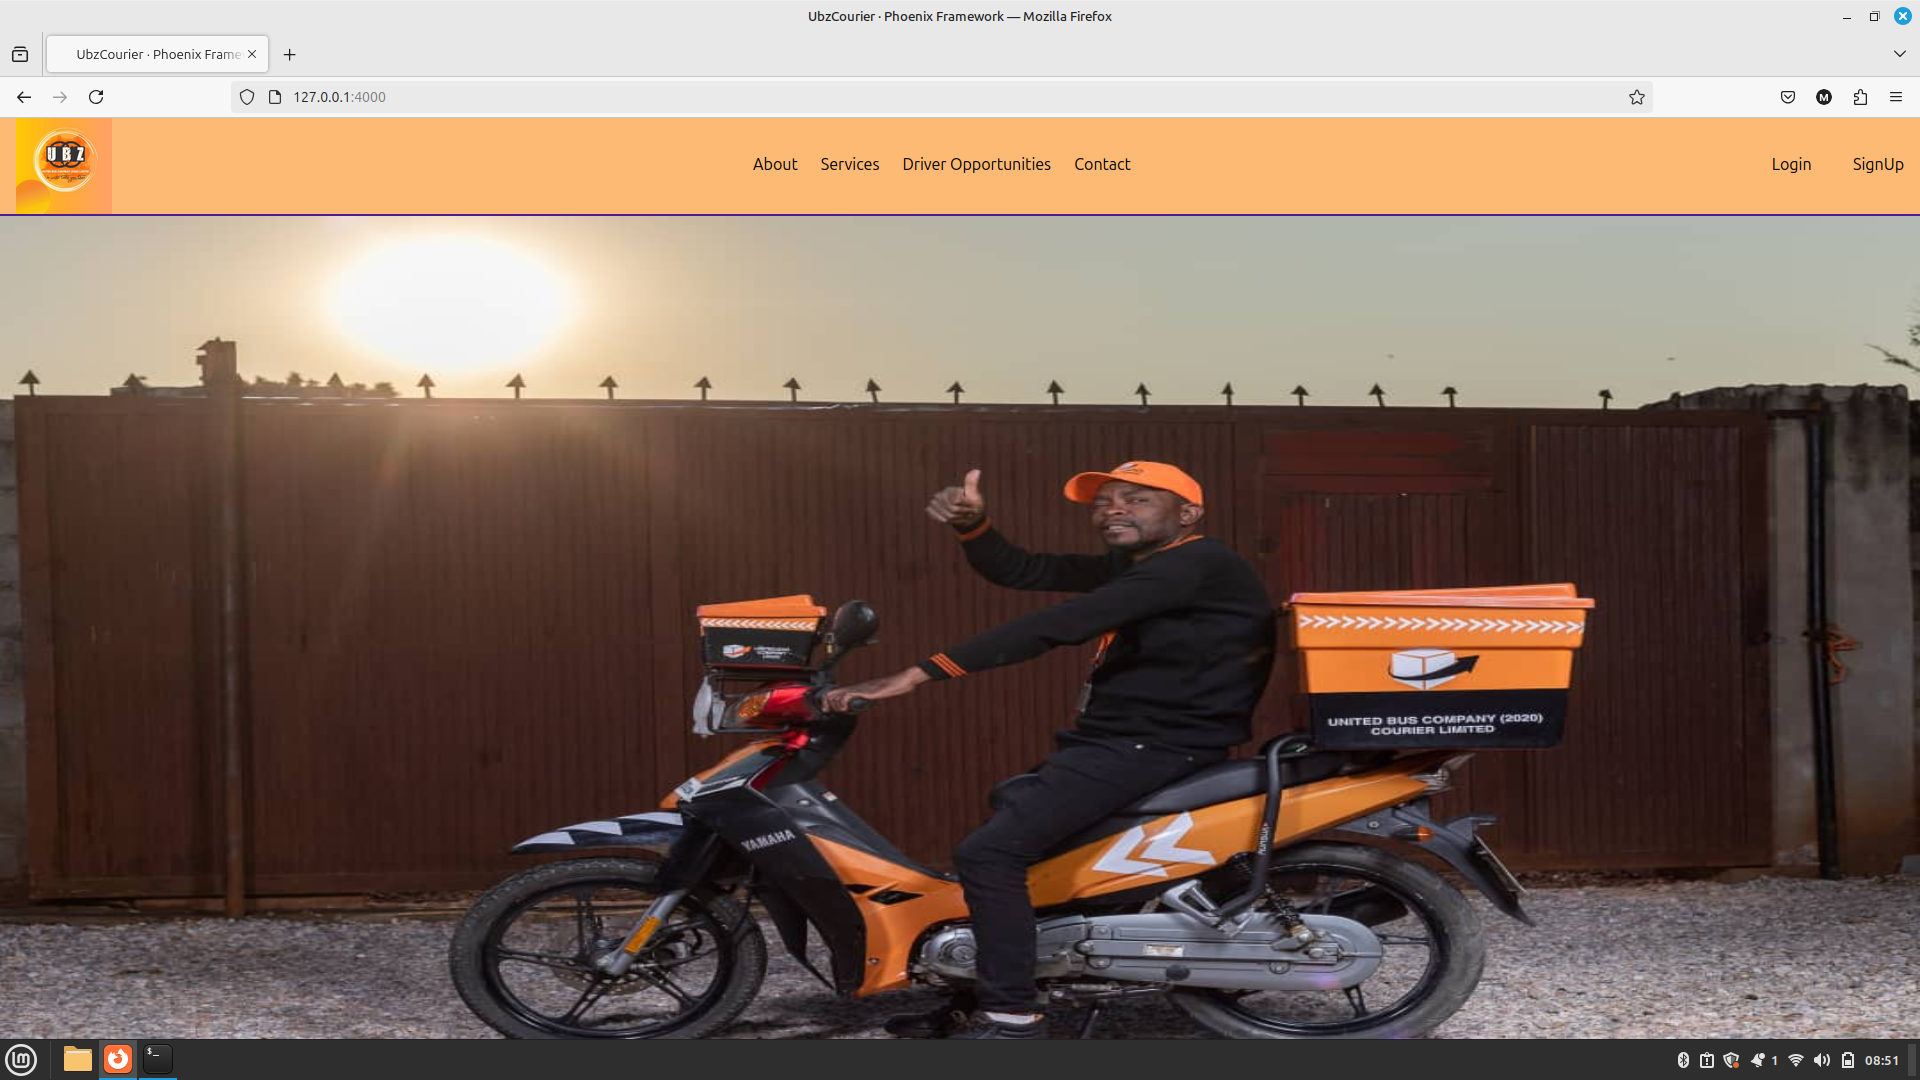 UbzCourier · Phoenix Framework — Mozilla Firefox
UbzCourier · Phoenix Frame
127.0.0.1:4000
M
UBZ
About Services Driver Opportunities Contact
Login SignUp
UNITED BUS COMPANY (2020)
COURIER LIMITED
YAMAHA
$_
lm
1
08:51